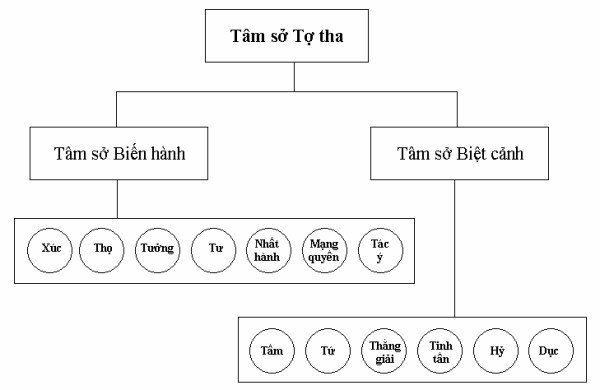 Tâm sở Tợ tha
Tâm sở Biến hành
Tâm sở Biệt cảnh
Xúc
Thọ
Tưởng
Tư
Nhất
hành
Mạng
quyền
Tác
ý
Tầm
Tứ
Thắng
giải
Tinh
tấn
Hỷ
Dục